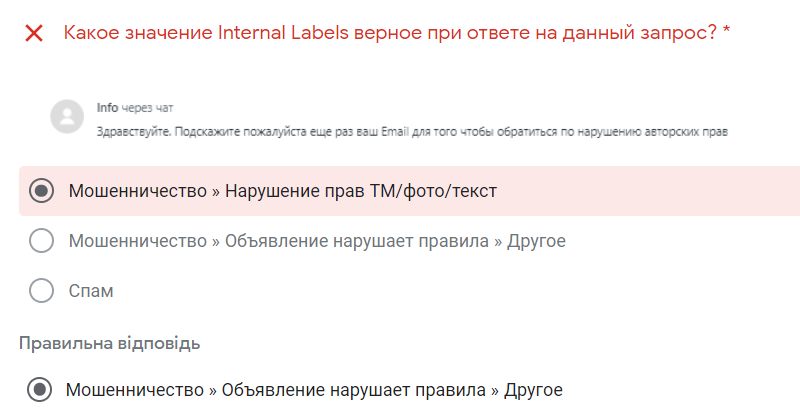 Какое значение Internal Labels верное при ответе на данный запрос? *
Info через чат
Здравствуйте. Подскажите пожалуйста еще раз ваш Email для того чтобы обратиться по нарушению авторских прав
Мошенничество » Нарушение прав ТМ/фото/текст
Мошенничество » Объявление нарушает правила » Другое
Спам
Правильна відповідь
Мошенничество » Объявление нарушает правила » Другое